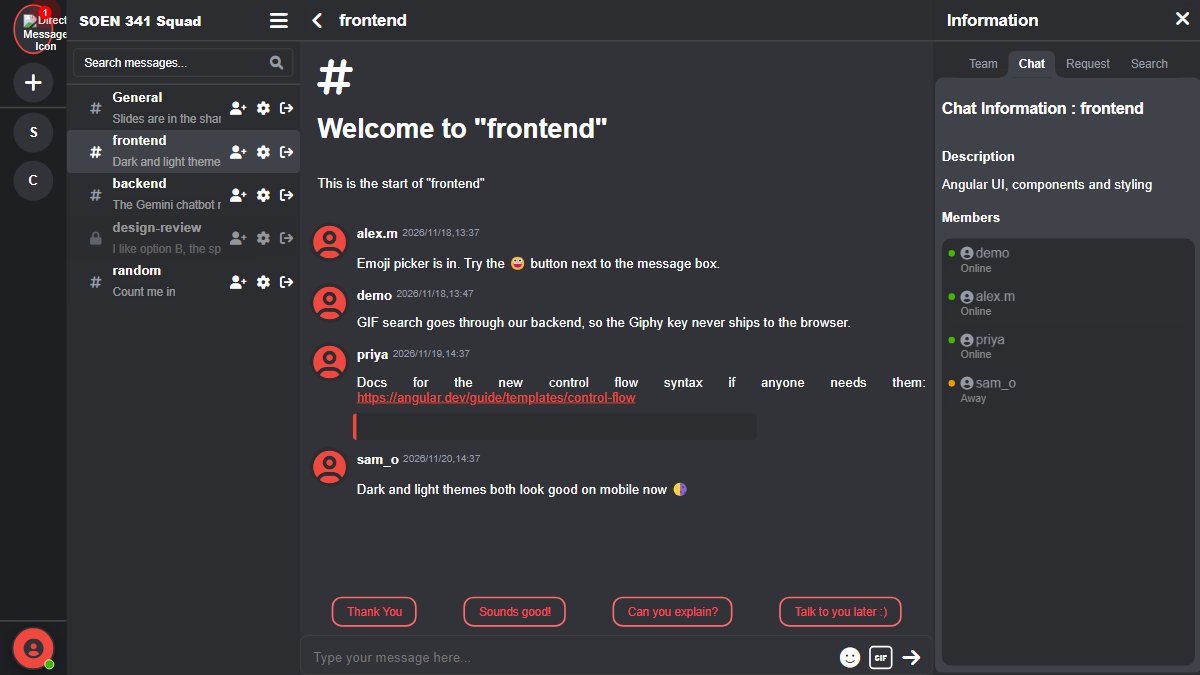 Direct
Message
Icon
1
S
C
SOEN 341 Squad
Search messages...
# General
Slides are in the shar
# frontend
Dark and light theme
# backend
The Gemini chatbot r
design-review
I like option B, the sp
# random
Count me in
frontend
#
Welcome to "frontend"
This is the start of "frontend"
alex.m 2026/11/18,13:37
Emoji picker is in. Try the 😀 button next to the message box.
demo 2026/11/18,13:47
GIF search goes through our backend, so the Giphy key never ships to the browser.
priya 2026/11/19,14:37
Docs for the new control flow syntax if anyone needs them:
https://angular.dev/guide/templates/control-flow
sam_o 2026/11/20,14:37
Dark and light themes both look good on mobile now 🌓
Thank You
Sounds good!
Can you explain?
Talk to you later :)
Type your message here...
GIF
Information
Team Chat Request Search
Chat Information : frontend
Description
Angular UI, components and styling
Members
demo
Online
alex.m
Online
priya
Online
sam_o
Away